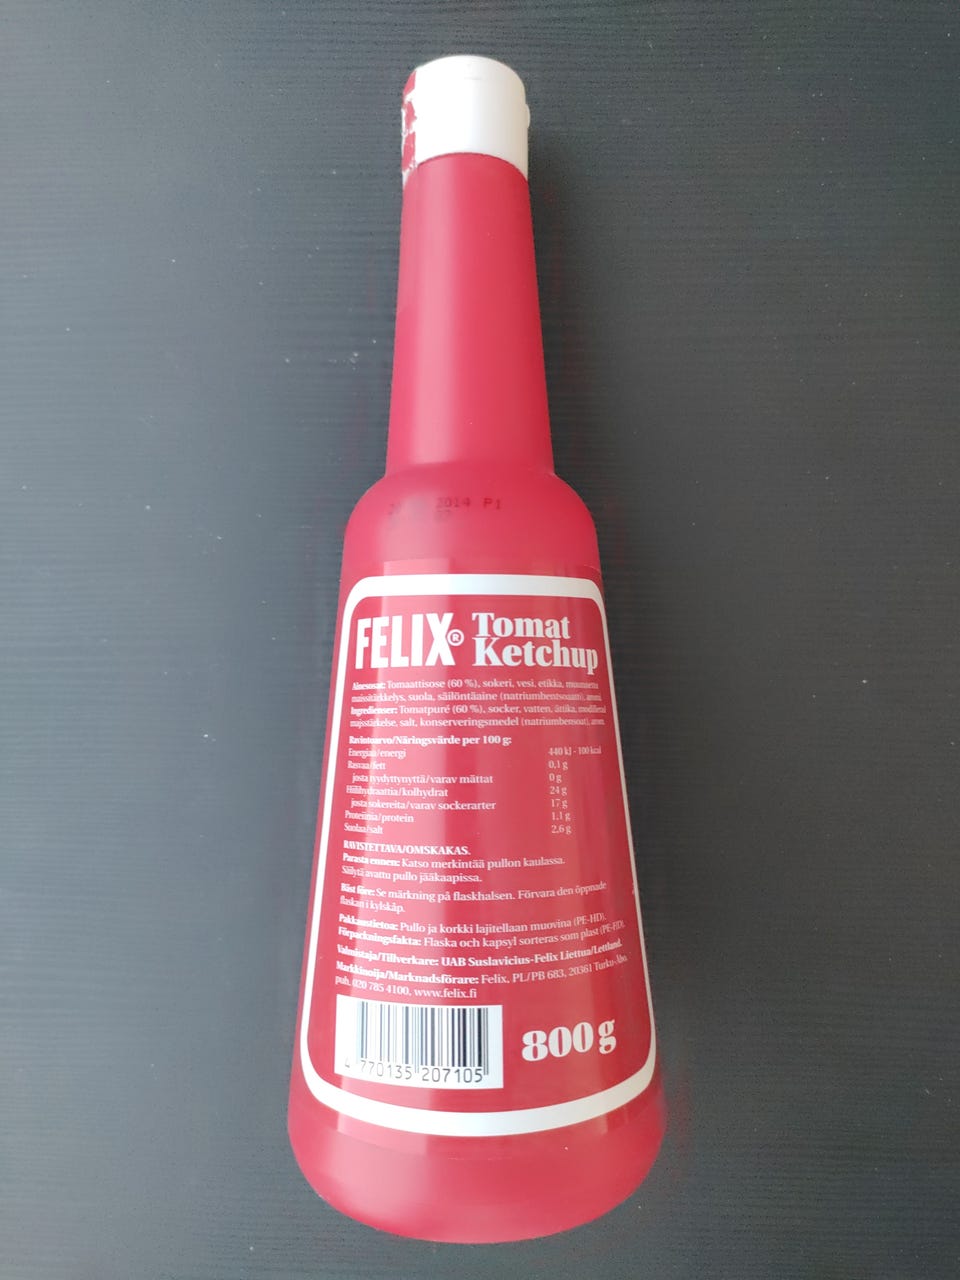 2014 P1
FELIX® Tomat
Ketchup
Ainesosat: Tomaattisose (60 %), sokeri, vesi, etikka, muunnettu
maissitärkkelys, suola, säilöntäaine (natriumbentsoaatti), aromi.
Ingredienser: Tomatpuré (60 %), socker, vatten, ättika, modifierad
majsstärkelse, salt, konserveringsmedel (natriumbensoat), arom.
Ravintoarvo/Näringsvärde per 100 g:
Energiaa/energi 440 kJ - 100 kcal
Rasvaa/fett 0,1 g
josta tyydyttynyttä/varav mättat 0 g
Hiilihydraattia/kolhydrat 24 g
josta sokereita/varav sockerarter 17 g
Proteiinia/protein 1,1 g
Suolaa/salt 2,6 g
RAVISTETTAVA/OMSKAKAS.
Parasta ennen: Katso merkintää pullon kaulassa.
Säilytä avattu pullo jääkaapissa.
Bäst före: Se märkning på flaskhalsen. Förvara den öppnade
flaskan i kylskåp.
Pakkaustietoa: Pullo ja korkki lajitellaan muovina (PE-HD).
Förpackningsfakta: Flaska och kapsyl sorteras som plast (PE-HD).
Valmistaja/Tillverkare: UAB Suslavicius-Felix Liettua/Lettland.
Markkinoija/Marknadsförare: Felix, PL/PB 683, 20361 Turku-Åbo,
puh. 020 785 4100, www.felix.fi
4 770135 207105
800 g